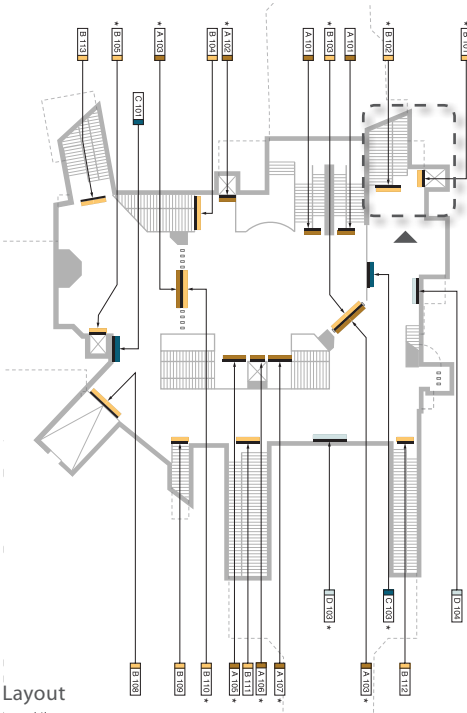 B 113
B 105 *
A 103 *
B 104
A 102 *
A 101
B 103 *
A 101
B 102 *
B 101 *
C 101
D 103 *
C 103 *
D 104
B 108
B 109
B 110 *
A 105 *
B 111
A 106 *
A 107 *
A 103 *
B 112
Layout